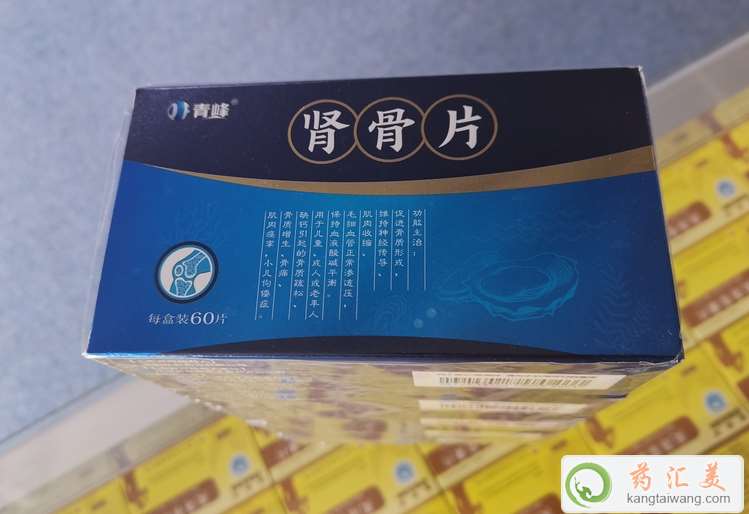 青峰®
肾骨片
功能主治：
促进骨质形成，
维持神经传导、
肌肉收缩、
毛细血管正常渗透压，
保持血液酸碱平衡。
用于儿童、成人或老年人
缺钙引起的骨质疏松、
骨质增生、骨痛、
肌肉痉挛，小儿佝偻症。
每盒装60片
药汇美
kangtaiwang.com